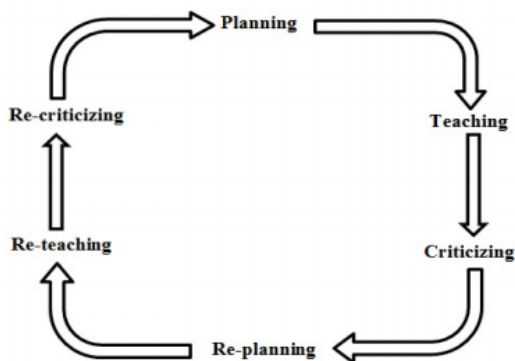 Planning
Teaching
Criticizing
Re-planning
Re-teaching
Re-criticizing